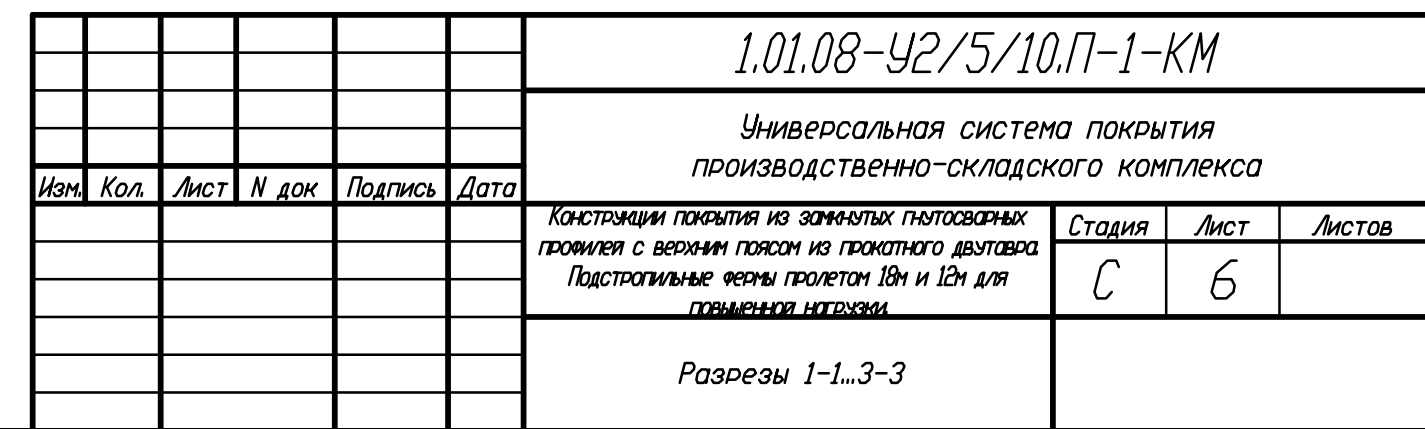 1.01.08-У2/5/10.П-1-КМ
Универсальная система покрытия
производственно-складского комплекса
Изм. Кол. Лист N док Подпись Дата
Конструкции покрытия из замкнутых гнутосварных
профилей с верхним поясом из прокатного двутавра.
Подстропильные фермы пролетом 18м и 12м для
повышенной нагрузки.
Стадия Лист Листов
С 6
Разрезы 1-1...3-3